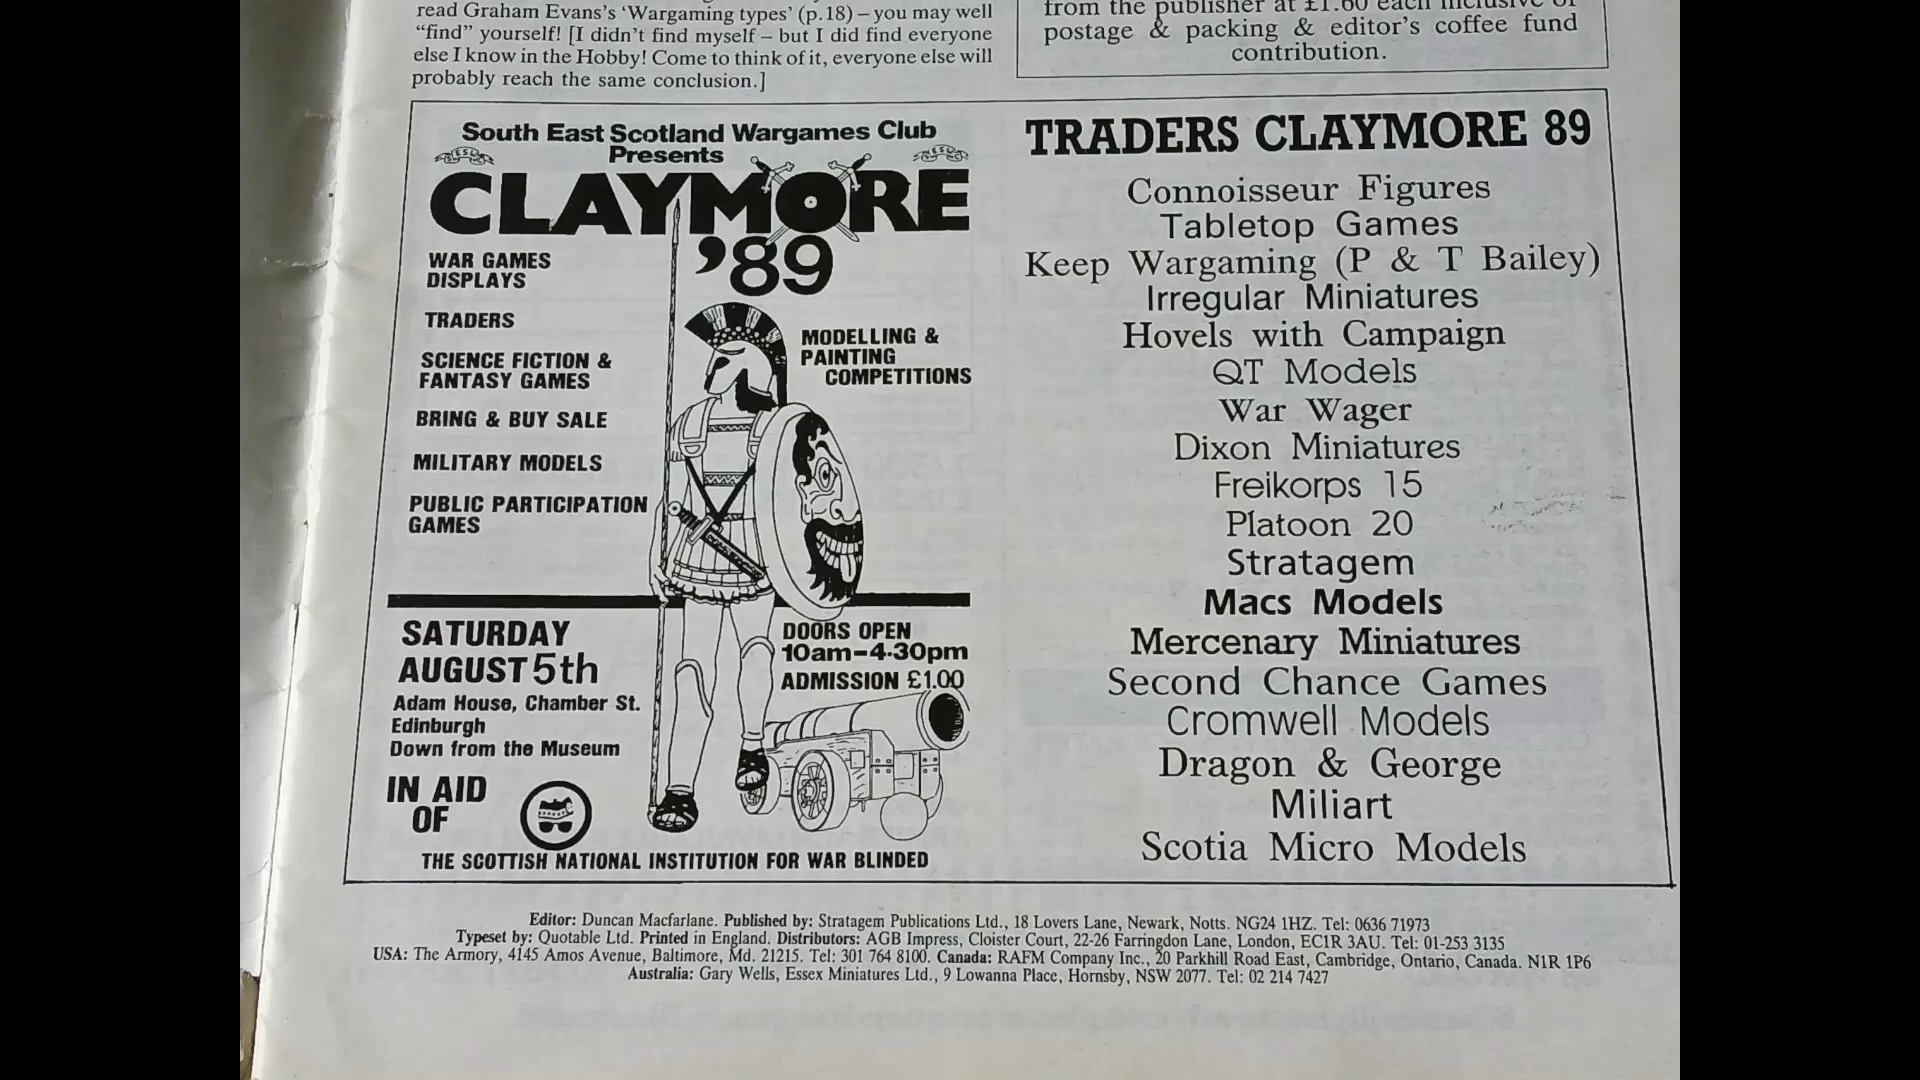 read Graham Evans's ‘Wargaming types’ (p.18) – you may well
“find” yourself! [I didn't find myself – but I did find everyone
else I know in the Hobby! Come to think of it, everyone else will
probably reach the same conclusion.]
from the publisher at £1.60 each inclusive of
postage & packing & editor's coffee fund
contribution.
South East Scotland Wargames Club
Presents
CLAYMORE
’89
WAR GAMES
DISPLAYS
TRADERS
SCIENCE FICTION &
FANTASY GAMES
BRING & BUY SALE
MILITARY MODELS
PUBLIC PARTICIPATION
GAMES
MODELLING &
PAINTING
COMPETITIONS
SATURDAY
AUGUST 5th
Adam House, Chamber St.
Edinburgh
Down from the Museum
DOORS OPEN
10am–4·30pm
ADMISSION £1.00
IN AID
OF
THE SCOTTISH NATIONAL INSTITUTION FOR WAR BLINDED
TRADERS CLAYMORE 89
Connoisseur Figures
Tabletop Games
Keep Wargaming (P & T Bailey)
Irregular Miniatures
Hovels with Campaign
QT Models
War Wager
Dixon Miniatures
Freikorps 15
Platoon 20
Stratagem
Macs Models
Mercenary Miniatures
Second Chance Games
Cromwell Models
Dragon & George
Miliart
Scotia Micro Models
Editor: Duncan Macfarlane. Published by: Stratagem Publications Ltd., 18 Lovers Lane, Newark, Notts. NG24 1HZ. Tel: 0636 71973
Typeset by: Quotable Ltd. Printed in England. Distributors: AGB Impress, Cloister Court, 22-26 Farringdon Lane, London, EC1R 3AU. Tel: 01-253 3135
USA: The Armory, 4145 Amos Avenue, Baltimore, Md. 21215. Tel: 301 764 8100. Canada: RAFM Company Inc., 20 Parkhill Road East, Cambridge, Ontario, Canada. N1R 1P6
Australia: Gary Wells, Essex Miniatures Ltd., 9 Lowanna Place, Hornsby, NSW 2077. Tel: 02 214 7427